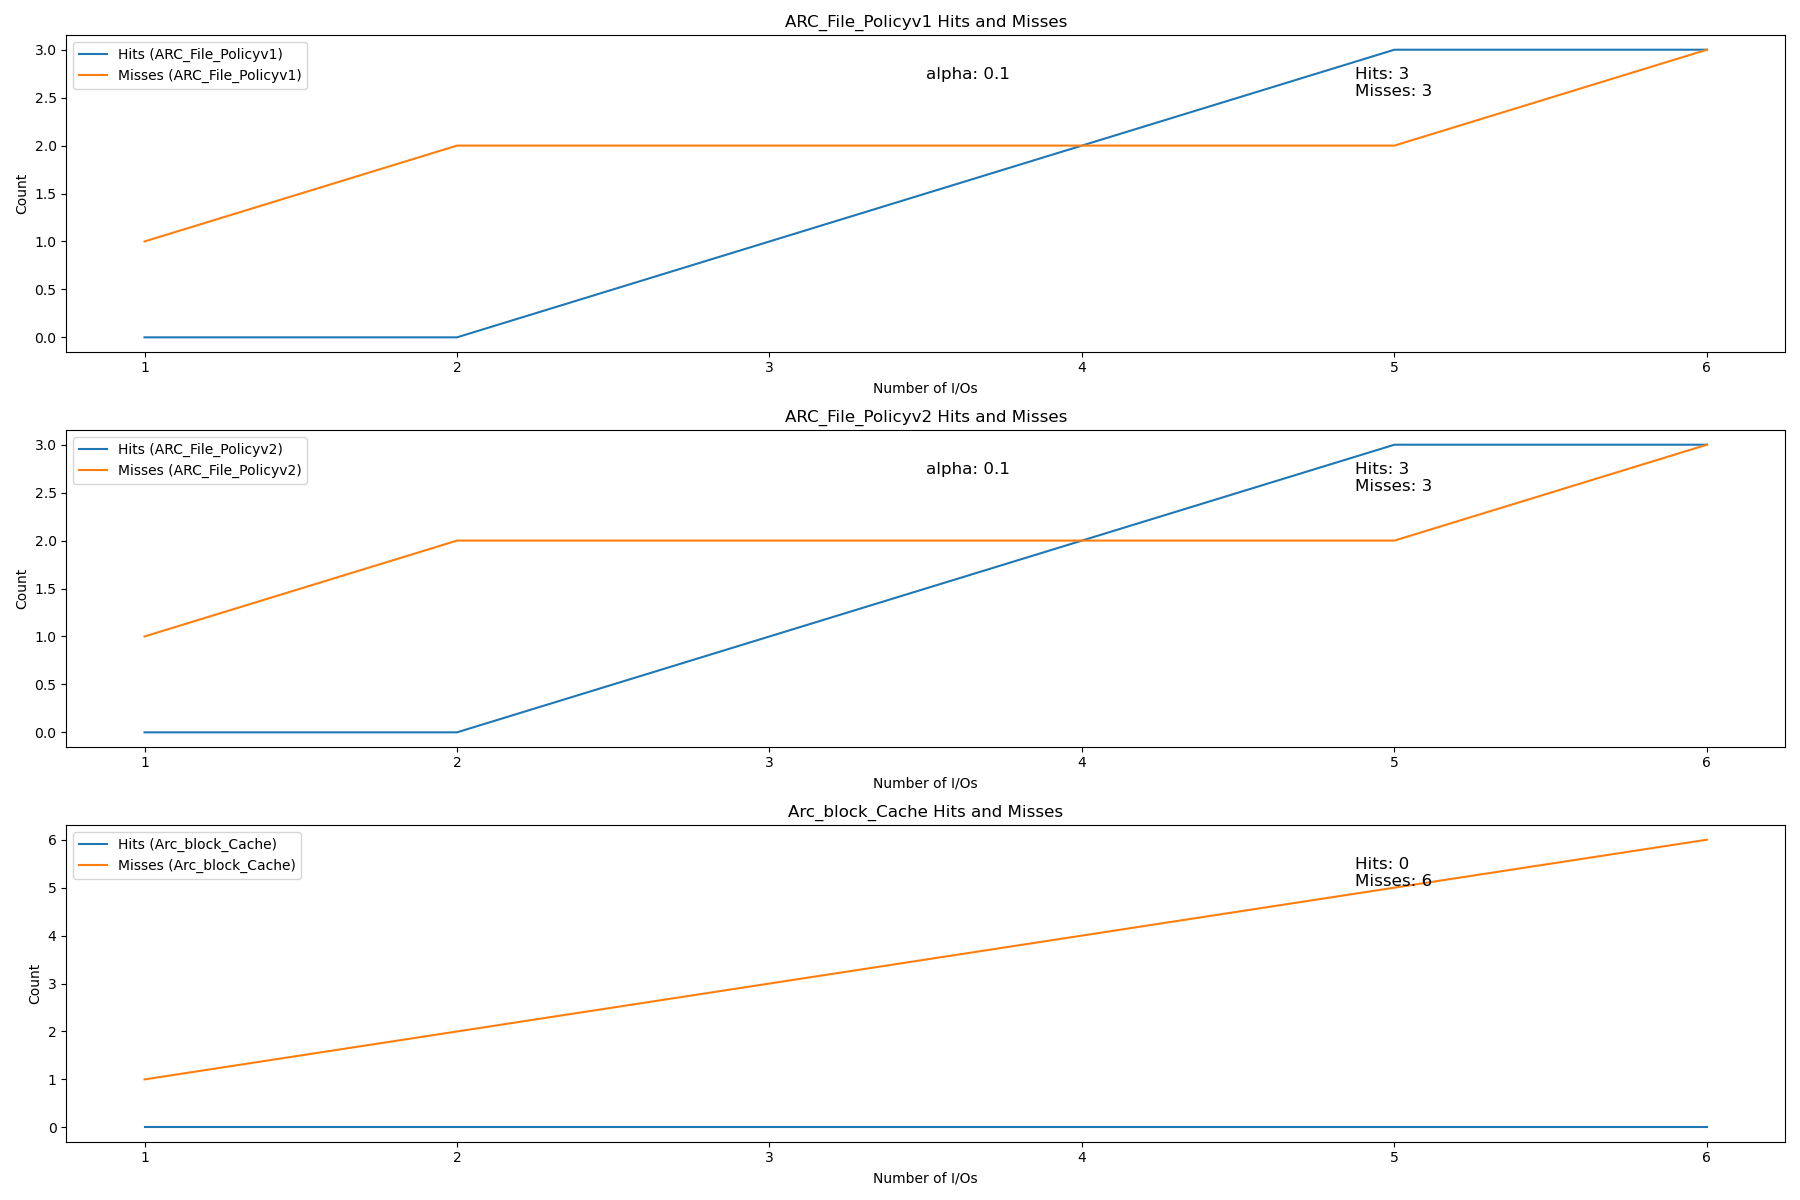 ARC_File_Policyv1 Hits and Misses
Hits (ARC_File_Policyv1)
Misses (ARC_File_Policyv1)
alpha: 0.1
Hits: 3
Misses: 3
3.0
2.5
2.0
1.5
1.0
0.5
0.0
Count
1 2 3 4 5 6
Number of I/Os
ARC_File_Policyv2 Hits and Misses
Hits (ARC_File_Policyv2)
Misses (ARC_File_Policyv2)
alpha: 0.1
Hits: 3
Misses: 3
3.0
2.5
2.0
1.5
1.0
0.5
0.0
Count
1 2 3 4 5 6
Number of I/Os
Arc_block_Cache Hits and Misses
Hits (Arc_block_Cache)
Misses (Arc_block_Cache)
Hits: 0
Misses: 6
6
5
4
3
2
1
0
Count
1 2 3 4 5 6
Number of I/Os